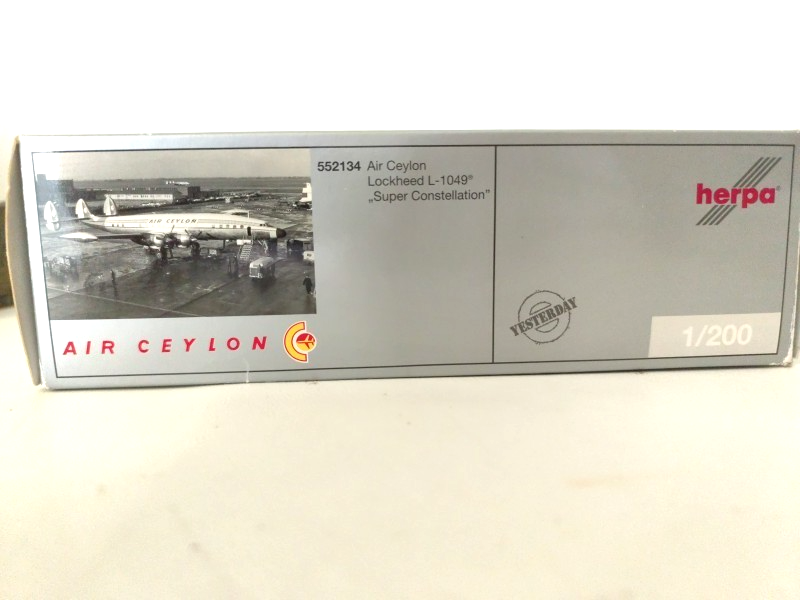 AIR CEYLON
552134 Air Ceylon
Lockheed L-1049®
„Super Constellation”
AIR CEYLON
herpa®
YESTERDAY
1/200